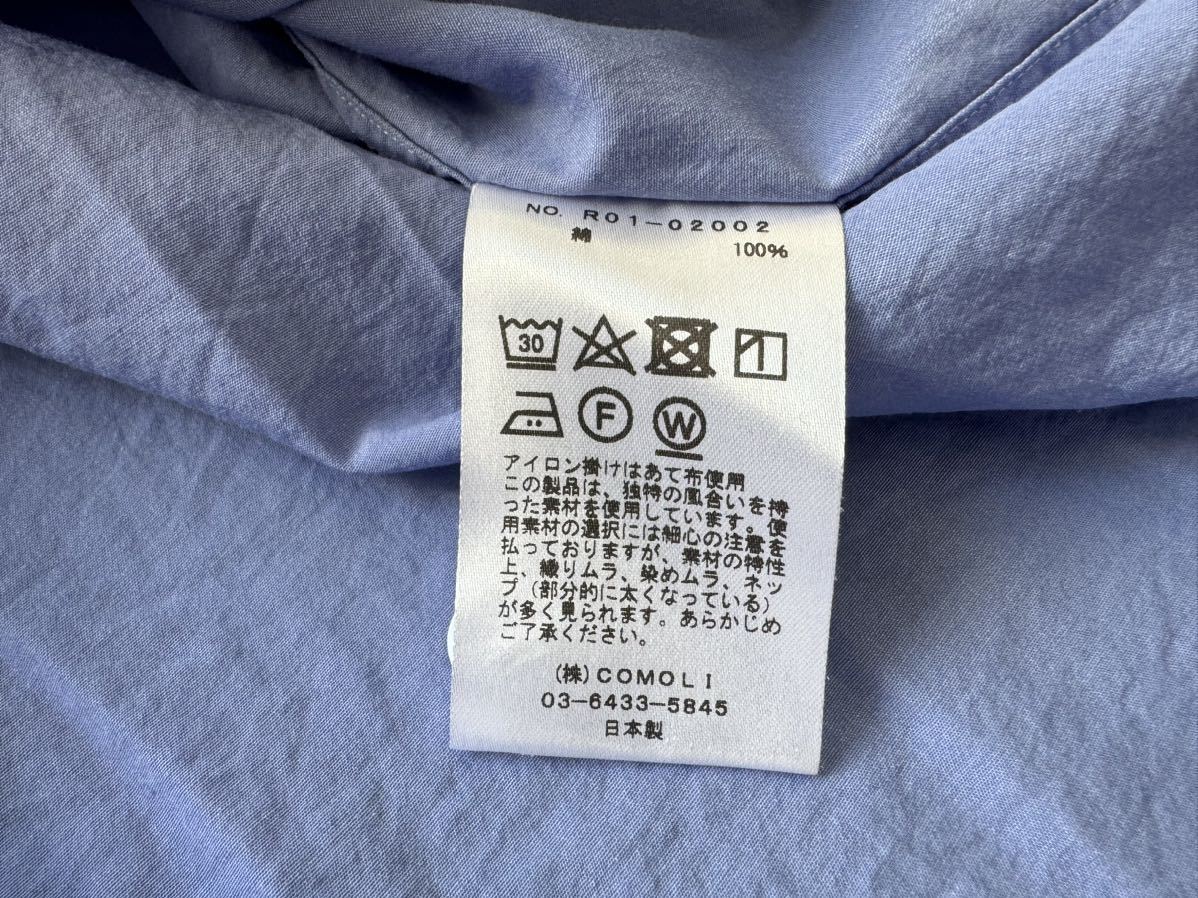 NO. R01-02002
綿 100%
30
F
W
アイロン掛けはあて布使用
この製品は、独特の風合いを持
った素材を使用しています。使
用素材の選択には細心の注意を
払っておりますが、素材の特性
上、織りムラ、染めムラ、ネッ
プ(部分的に太くなっている)
が多く見られます。あらかじめ
ご了承ください。
(株)COMOLI
03-6433-5845
日本製